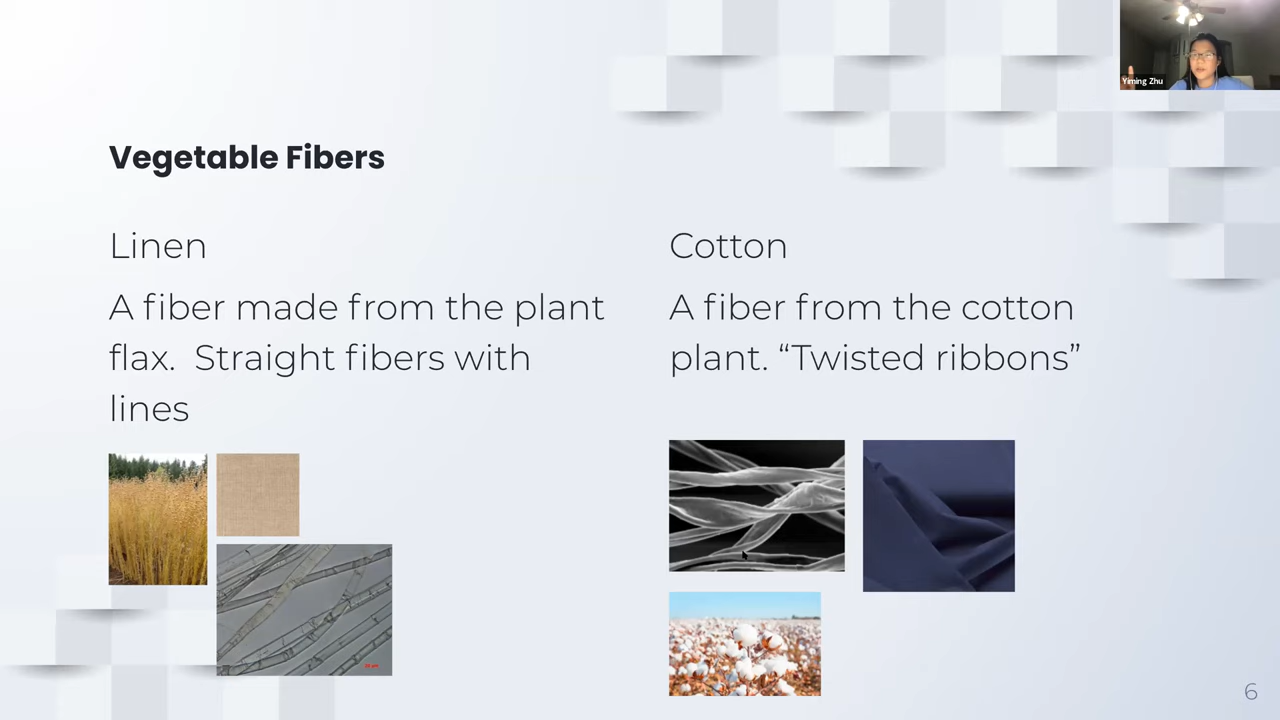 Yiming Zhu
Vegetable Fibers
Linen
A fiber made from the plant
flax.  Straight fibers with
lines
Cotton
A fiber from the cotton
plant. “Twisted ribbons”
6